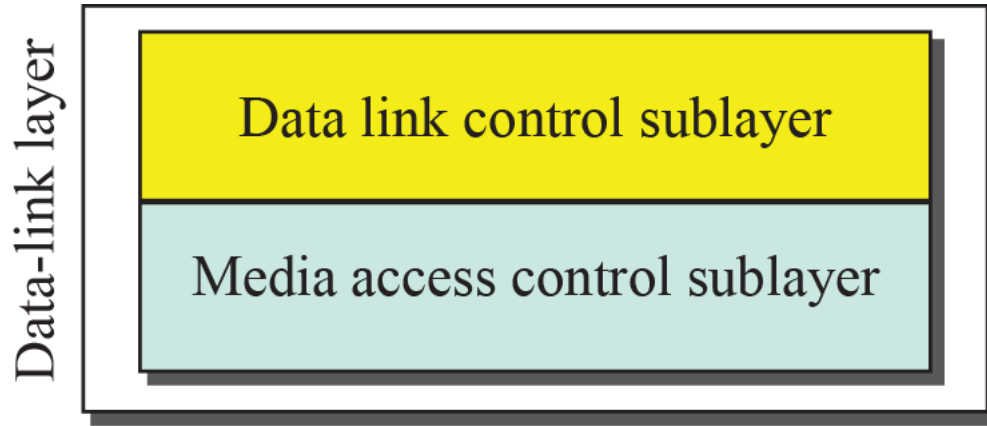 Data-link layer
Data link control sublayer
Media access control sublayer